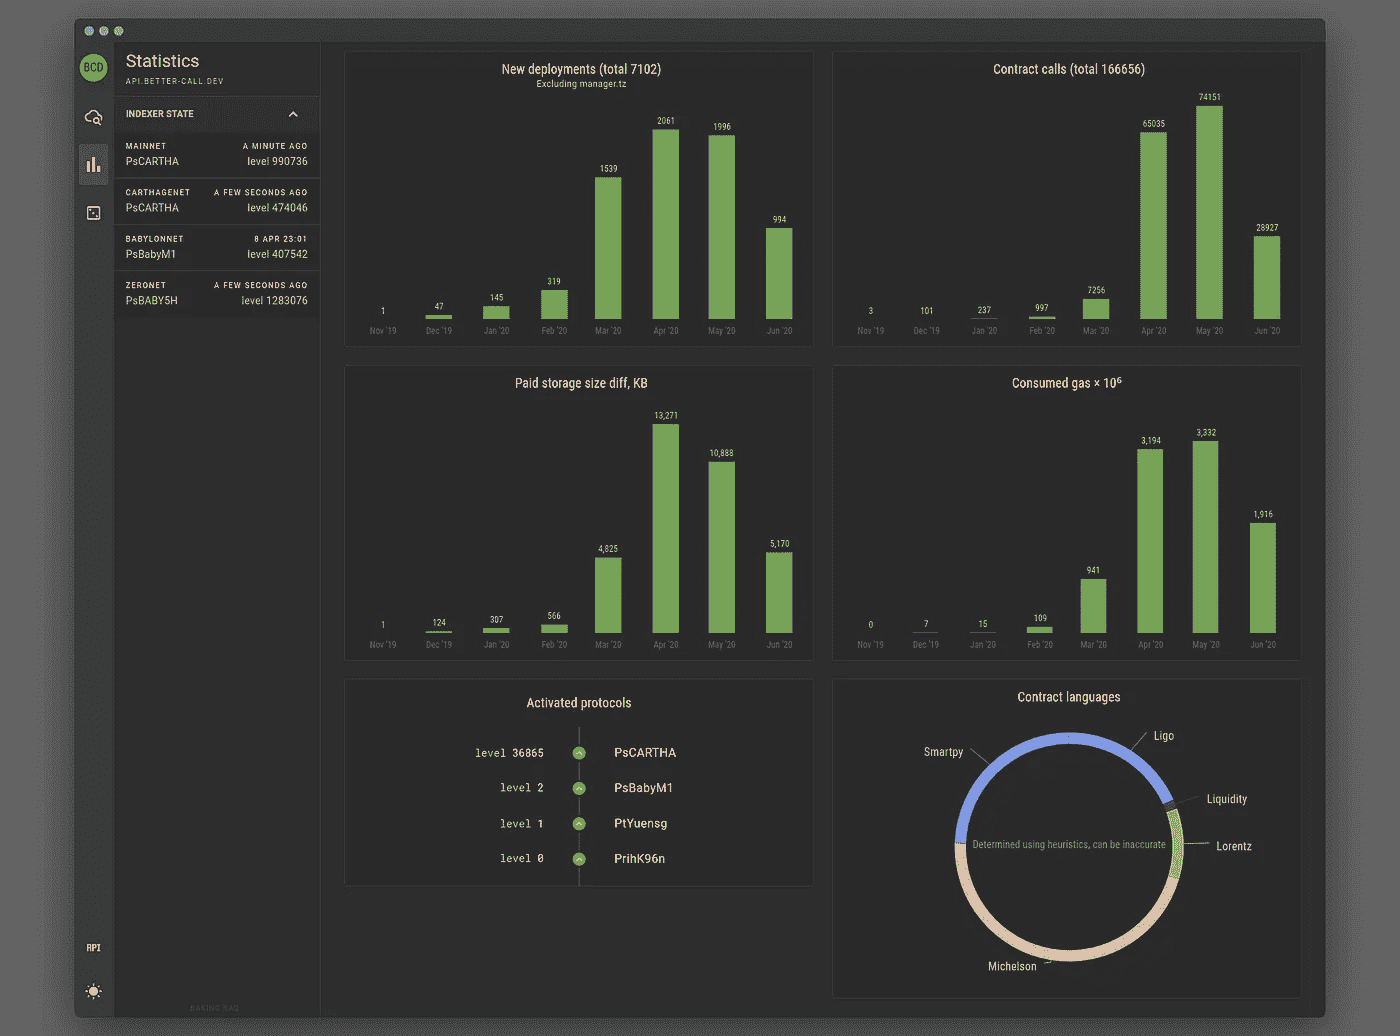 BCD
Statistics
API.BETTER-CALL.DEV
INDEXER STATE
MAINNET A MINUTE AGO
PsCARTHA level 990736
CARTHAGENET A FEW SECONDS AGO
PsCARTHA level 474046
BABYLONNET 8 APR 23:01
PsBabyM1 level 407542
ZERONET A FEW SECONDS AGO
PsBABY5H level 1283076
API
BAKING BAD
New deployments (total 7102)
Excluding manager.tz
1 47 145 319 1539 2061 1996 994
Nov '19 Dec '19 Jan '20 Feb '20 Mar '20 Apr '20 May '20 Jun '20
Contract calls (total 166656)
3 101 237 997 7256 65035 74151 28927
Nov '19 Dec '19 Jan '20 Feb '20 Mar '20 Apr '20 May '20 Jun '20
Paid storage size diff, KB
1 124 307 566 4,825 13,271 10,888 5,170
Nov '19 Dec '19 Jan '20 Feb '20 Mar '20 Apr '20 May '20 Jun '20
Consumed gas × 10⁶
0 7 15 109 941 3,194 3,332 1,916
Nov '19 Dec '19 Jan '20 Feb '20 Mar '20 Apr '20 May '20 Jun '20
Activated protocols
level 36865 PsCARTHA
level 2 PsBabyM1
level 1 PtYuensg
level 0 PrihK96n
Contract languages
Ligo
Smartpy
Liquidity
Determined using heuristics, can be inaccurate
Lorentz
Michelson